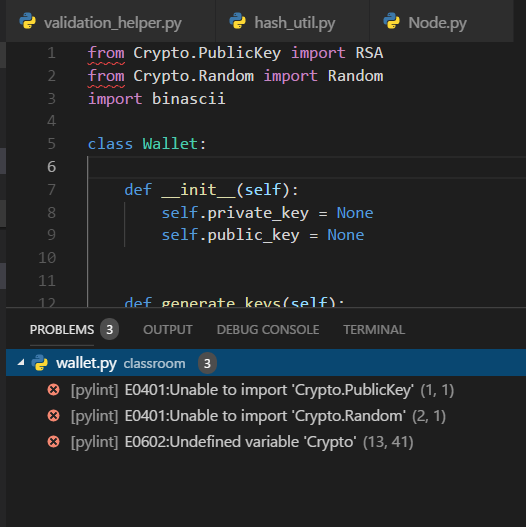 validation_helper.py hash_util.py Node.py
1 from Crypto.PublicKey import RSA
2 from Crypto.Random import Random
3 import binascii
4
5 class Wallet:
6
7 def __init__(self):
8 self.private_key = None
9 self.public_key = None
10
11
12 def generate_keys(self):
PROBLEMS 3 OUTPUT DEBUG CONSOLE TERMINAL
wallet.py classroom 3
[pylint] E0401:Unable to import 'Crypto.PublicKey' (1, 1)
[pylint] E0401:Unable to import 'Crypto.Random' (2, 1)
[pylint] E0602:Undefined variable 'Crypto' (13, 41)